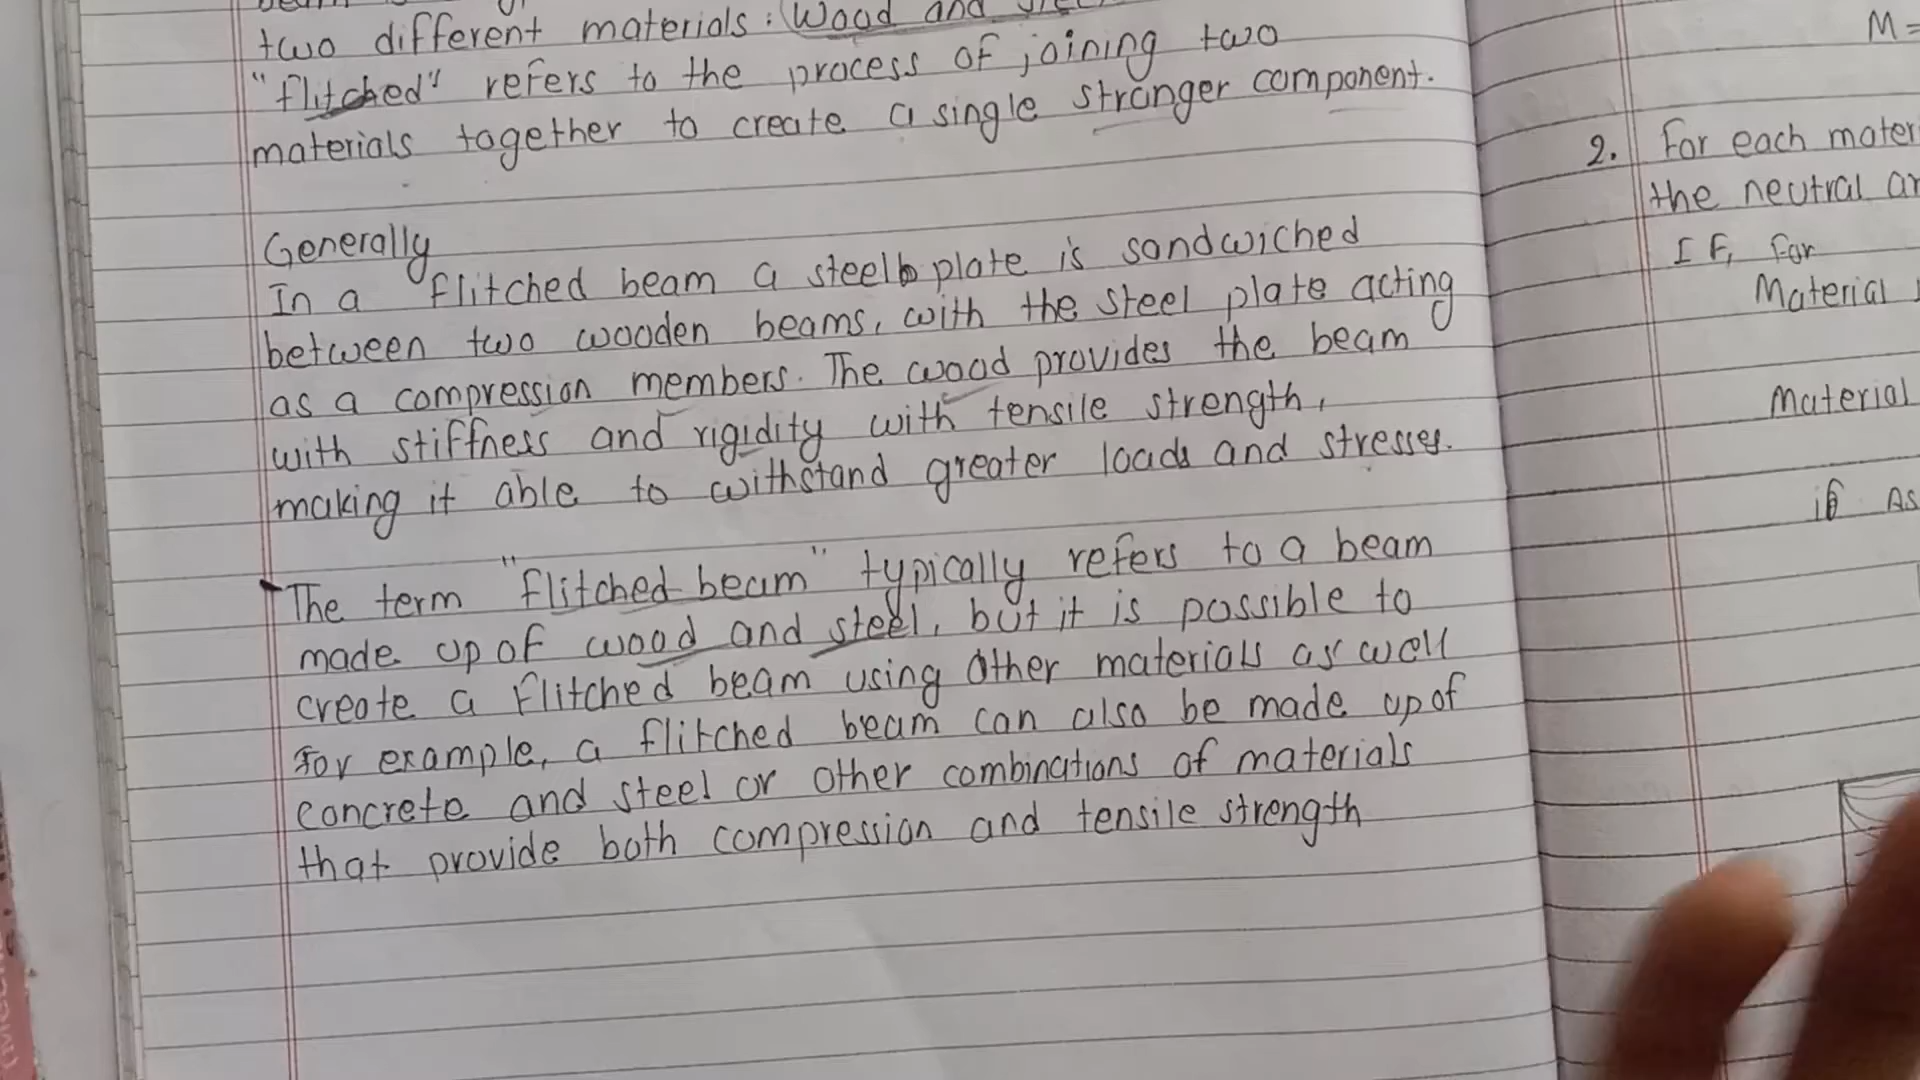 two different materials: Wood and
"flitched" refers to the process of joining two
materials together to create a single stronger component.
Generally
In a flitched beam a steel plate is sandwiched
between two wooden beams, with the steel plate acting
as a compression members. The wood provides the beam
with stiffness and rigidity with tensile strength,
making it able to withstand greater loads and stresses.
The term "flitched beam" typically refers to a beam
made up of wood and steel, but it is possible to
create a flitched beam using Other materials as well
For example, a flitched beam can also be made up of
concrete and steel or other combinations of materials
that provide both compression and tensile strength
M=
2. For each mater
the neutral
If, for
Material
Material
if As